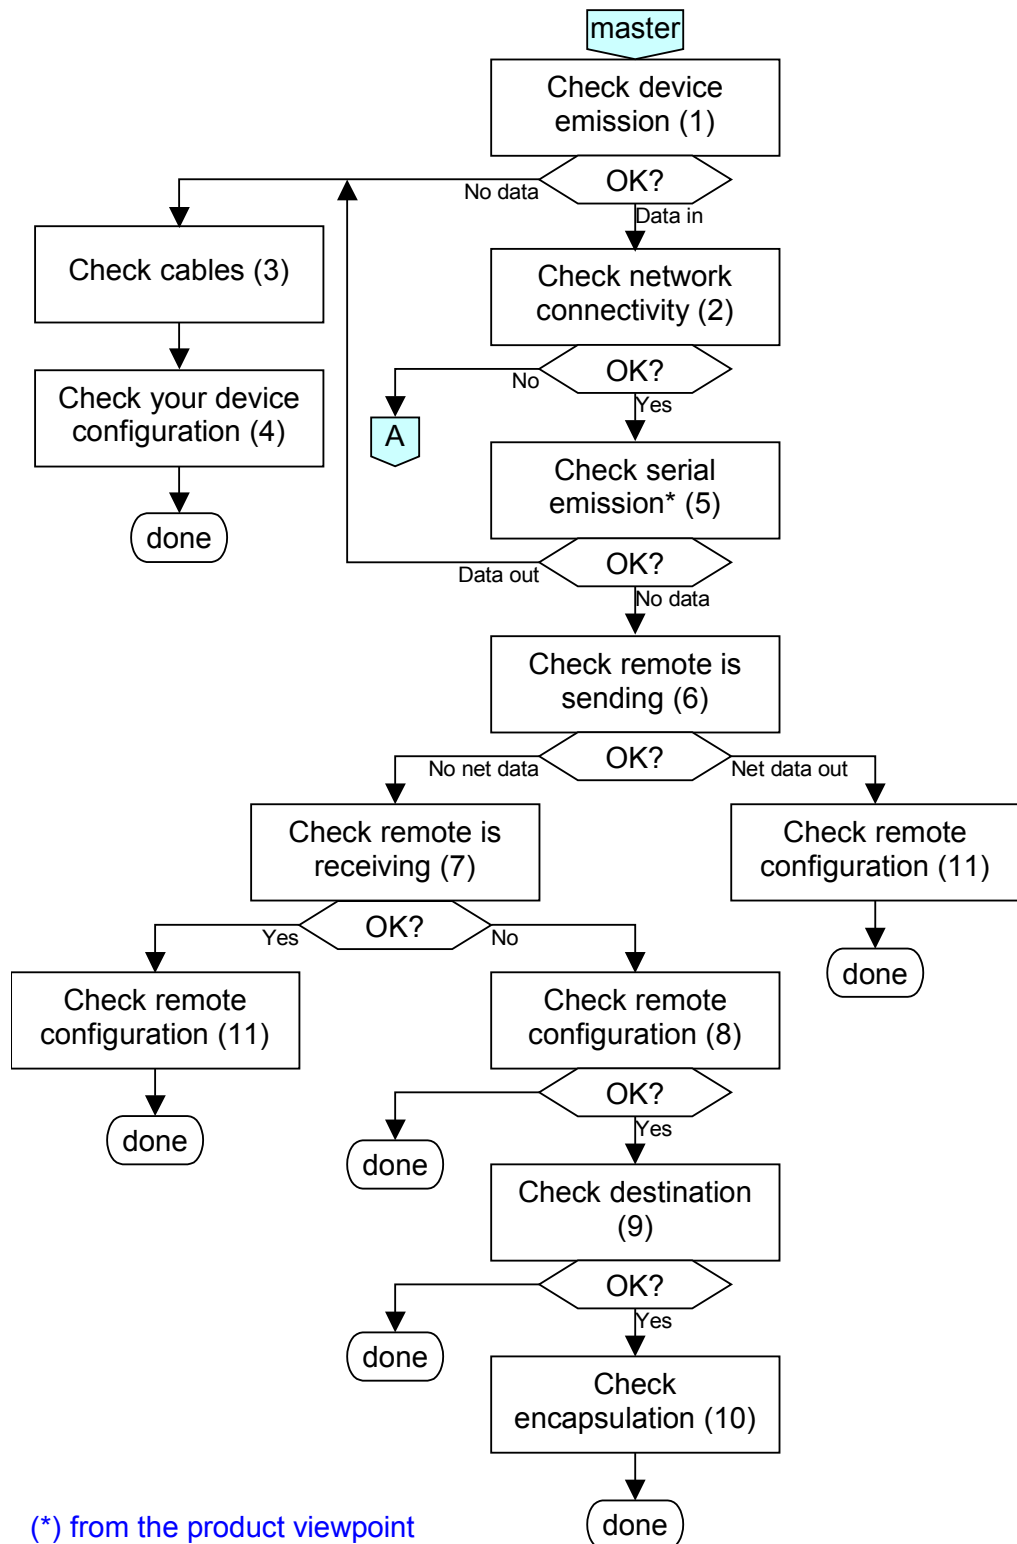 master
Check device
emission (1)
OK?
No data
Data in
Check cables (3)
Check network
connectivity (2)
OK?
No
Yes
Check your device
configuration (4)
A
Check serial
emission* (5)
done
OK?
Data out
No data
Check remote is
sending (6)
OK?
No net data
Net data out
Check remote is
receiving (7)
Check remote
configuration (11)
OK?
Yes
No
done
Check remote
configuration (11)
Check remote
configuration (8)
OK?
Yes
done
done
Check destination
(9)
OK?
Yes
done
Check
encapsulation (10)
done
(*) from the product viewpoint